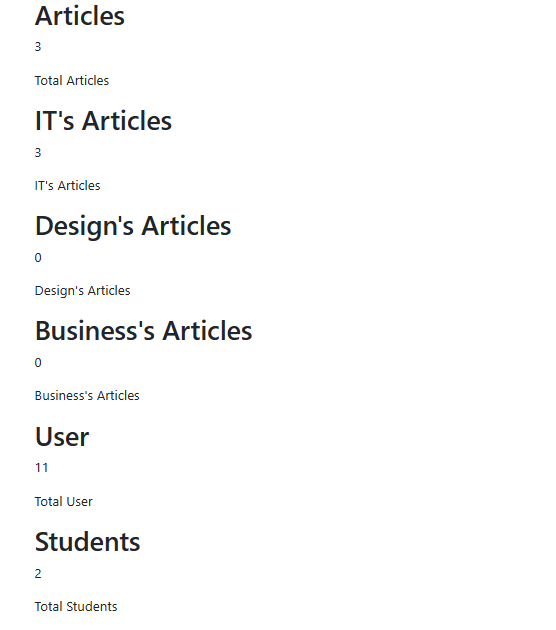 Articles
3
Total Articles
IT's Articles
3
IT's Articles
Design's Articles
0
Design's Articles
Business's Articles
0
Business's Articles
User
11
Total User
Students
2
Total Students